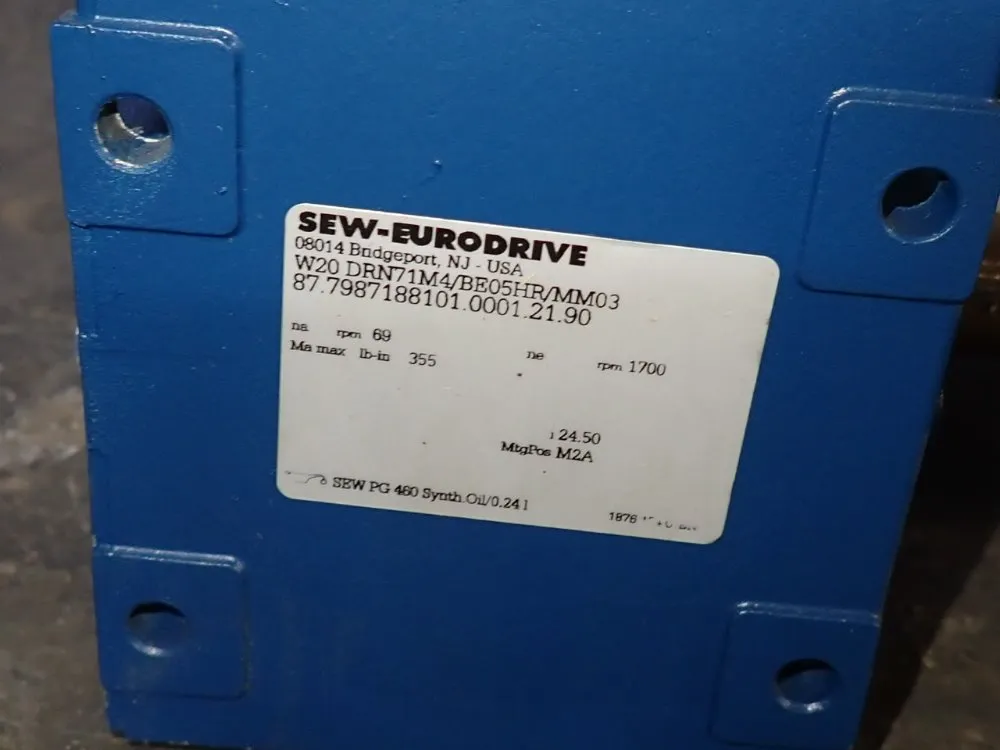 SEW-EURODRIVE
08014 Bridgeport, NJ - USA
W20 DRN71M4/BE05HR/MM03
87.7987188101.0001.21.90
na rpm 69 ne rpm 1700
Ma max lb-in 355
i 24.50
MtgPos M2A
SEW PG 460 Synth.Oil/0.24 l
1876